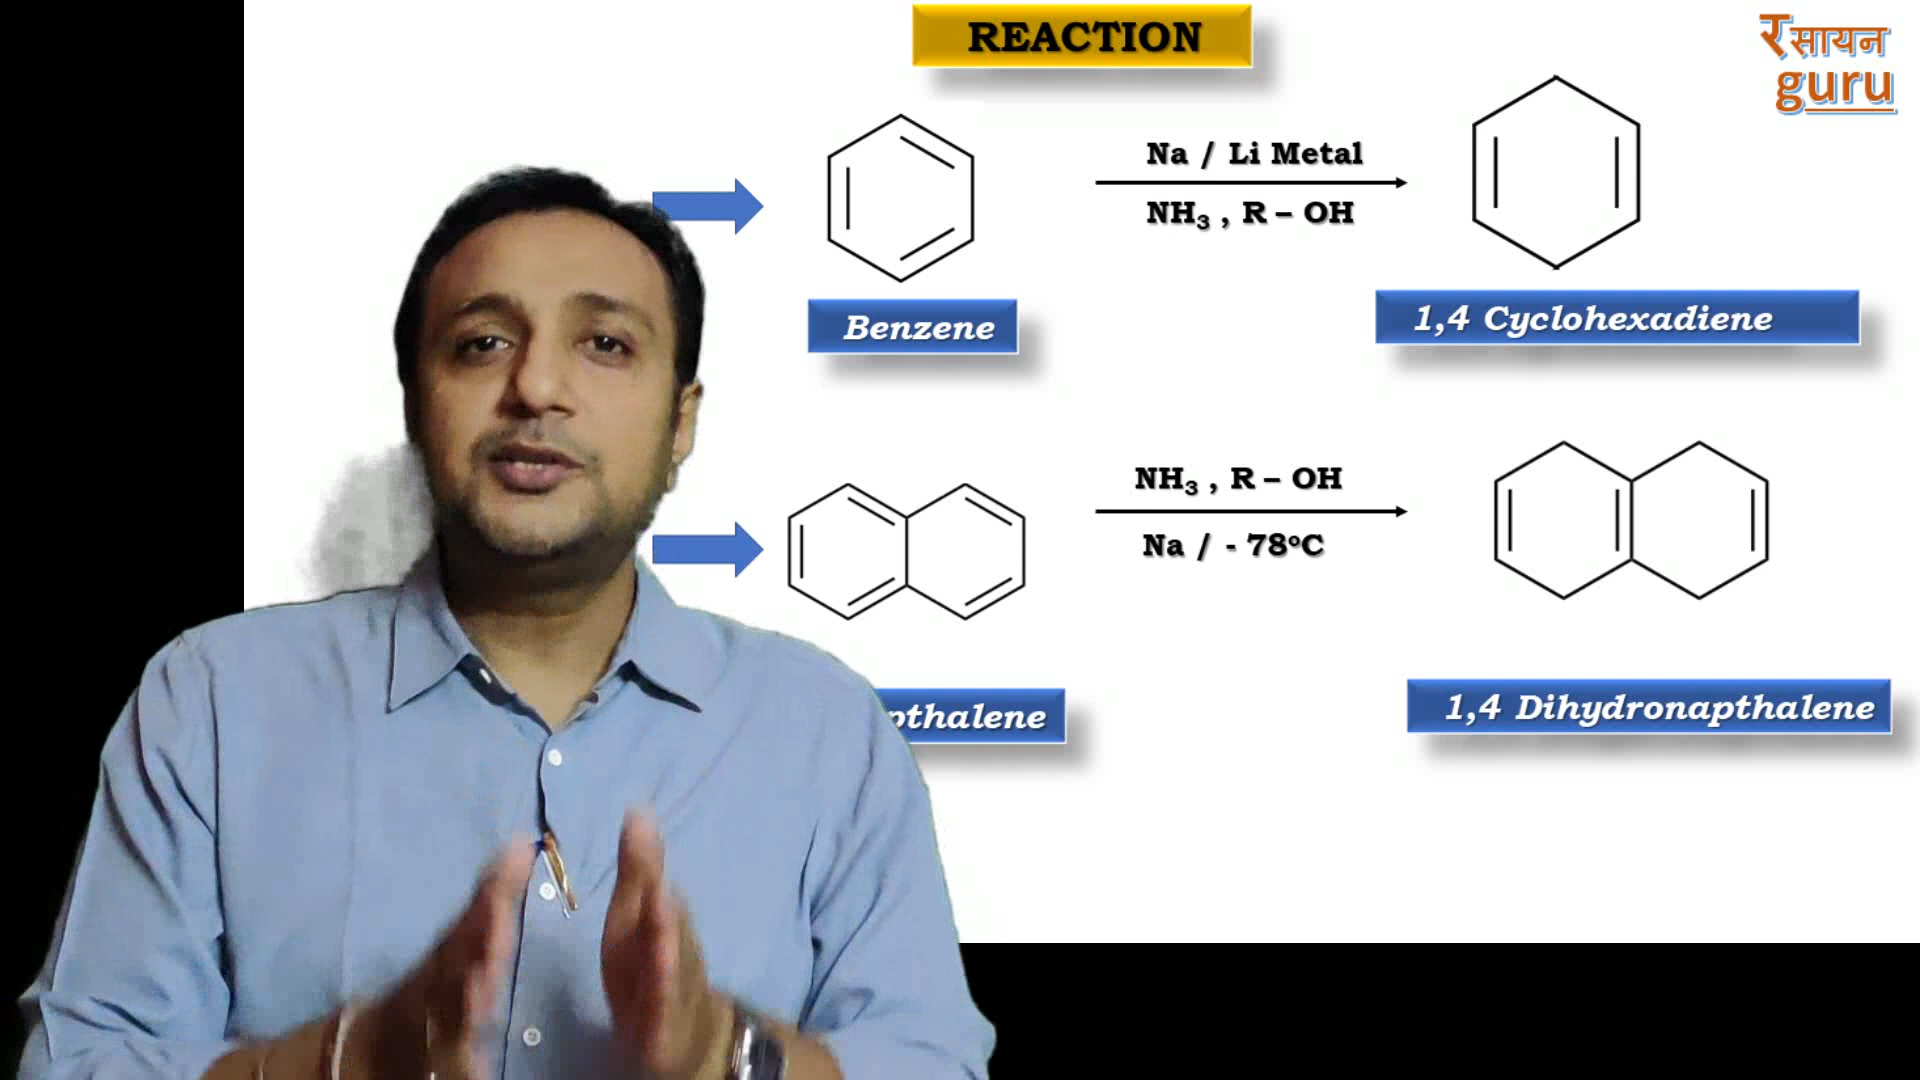 REACTION
रसायन
guru
Na / Li Metal
NH₃ , R – OH
Benzene
1,4 Cyclohexadiene
NH₃ , R – OH
Na / - 78°C
pthalene
1,4 Dihydronapthalene